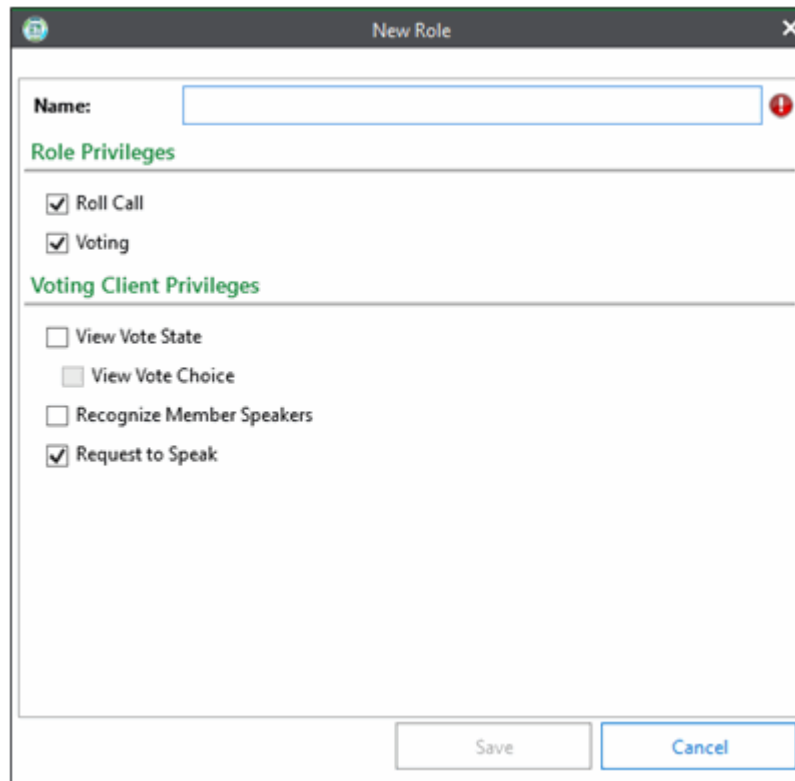 New Role
Name:
Role Privileges
Roll Call
Voting
Voting Client Privileges
View Vote State
View Vote Choice
Recognize Member Speakers
Request to Speak
Save Cancel